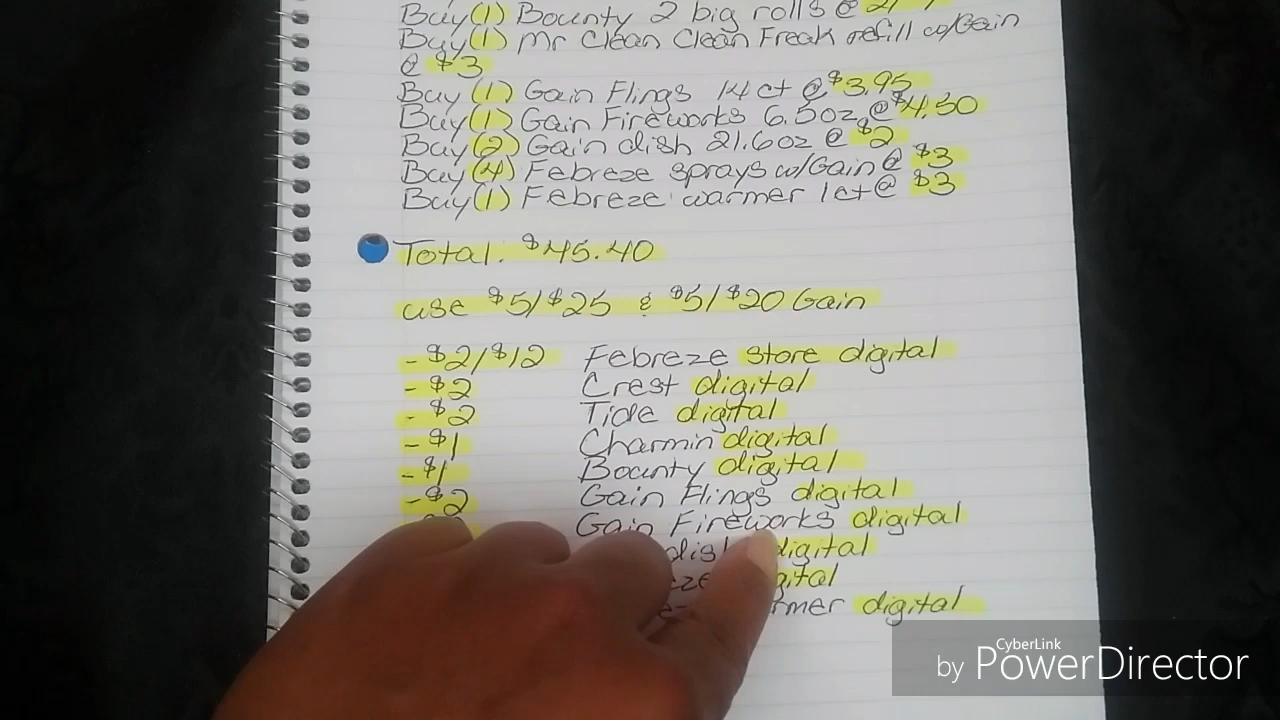 Buy (1) Bounty 2 big rolls @
Buy (1) Mr Clean Clean Freak refill w/Gain
@ $3
Buy (1) Gain Flings 14 ct @ $3.95
Buy (1) Gain Fireworks 6.5oz @ $4.50
Buy (2) Gain dish 21.6oz @ $2
Buy (4) Febreze sprays w/Gain @ $3
Buy (1) Febreze warmer 1ct @ $3
Total: $45.40
use $5/$25 & $5/$20 Gain
-$2/$12 Febreze store digital
-$2 Crest digital
-$2 Tide digital
-$1 Charmin digital
-$1 Bounty digital
-$2 Gain Flings digital
Gain Fireworks digital
dish digital
digital
CyberLink
by PowerDirector